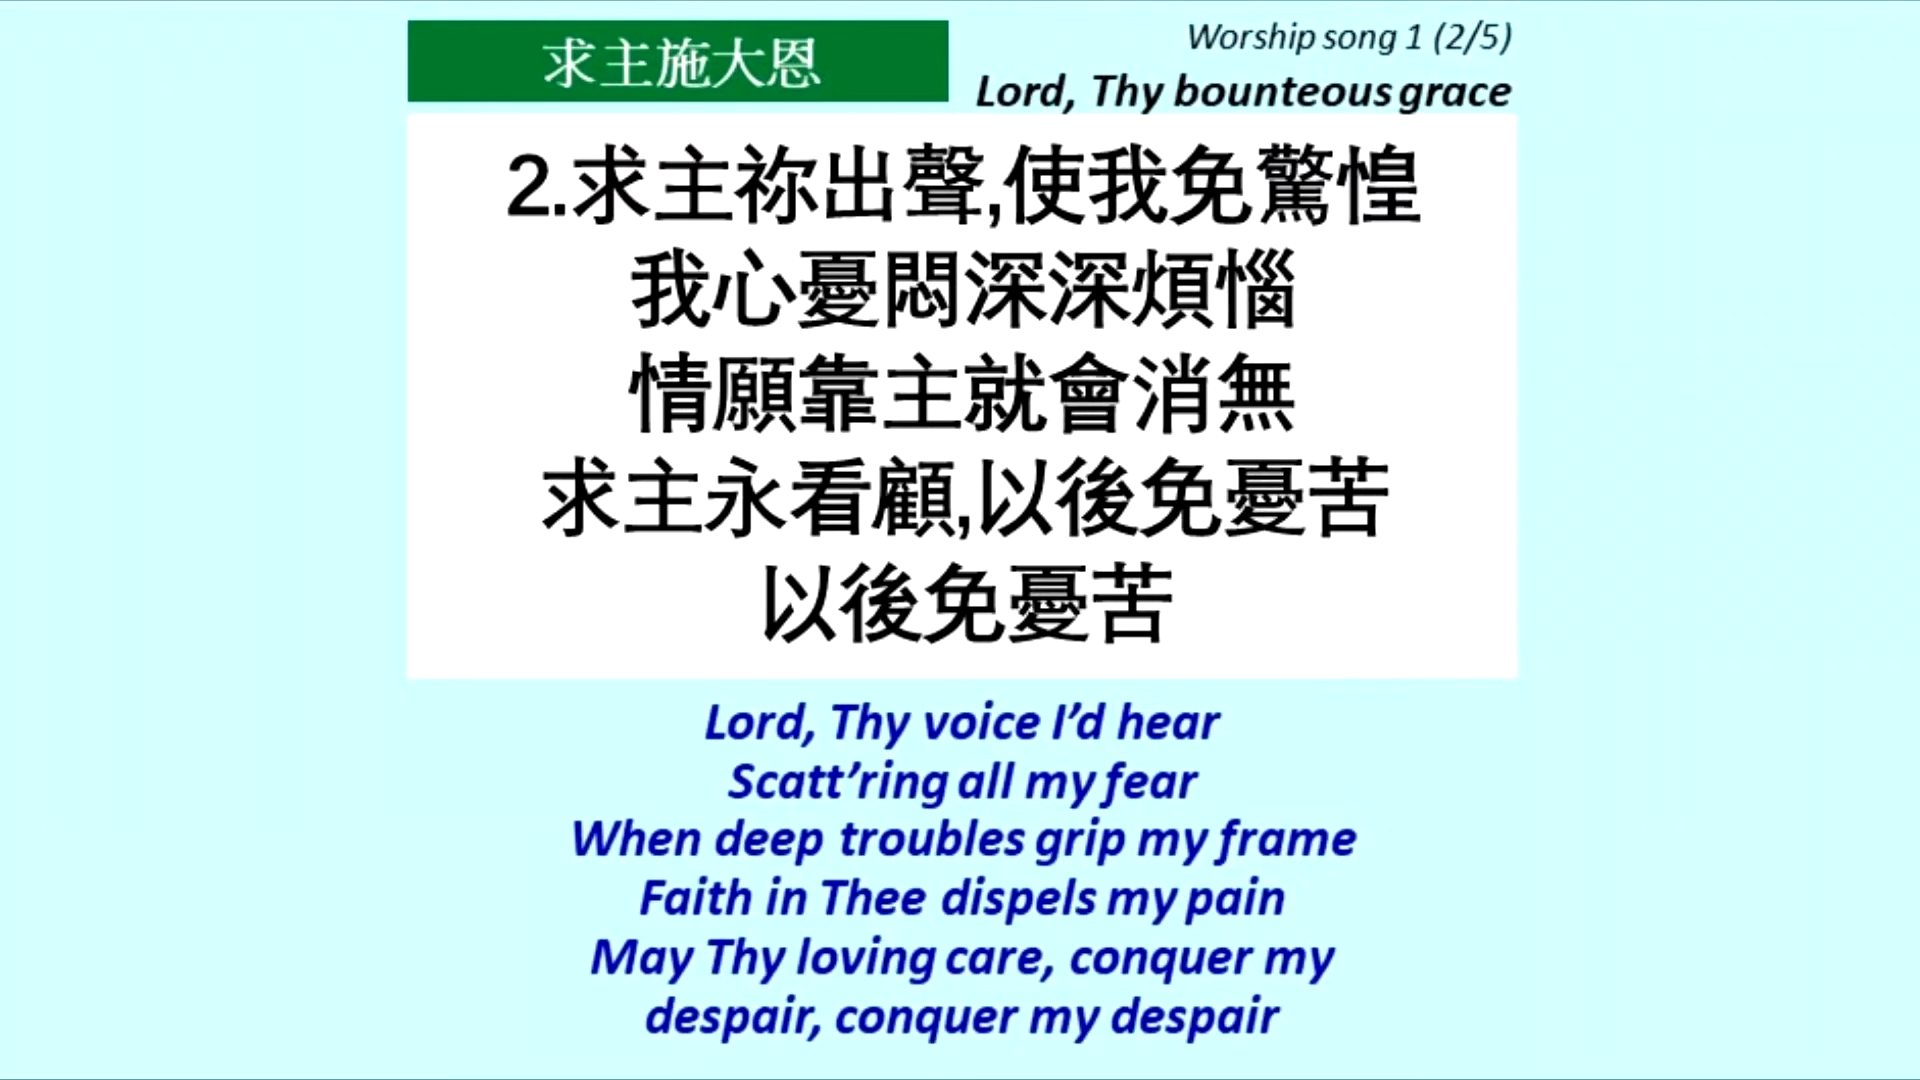 求主施大恩
Worship song 1 (2/5)
Lord, Thy bounteous grace
2.求主祢出聲,使我免驚惶
我心憂悶深深煩惱
情願靠主就會消無
求主永看顧,以後免憂苦
以後免憂苦
Lord, Thy voice I’d hear
Scatt’ring all my fear
When deep troubles grip my frame
Faith in Thee dispels my pain
May Thy loving care, conquer my
despair, conquer my despair